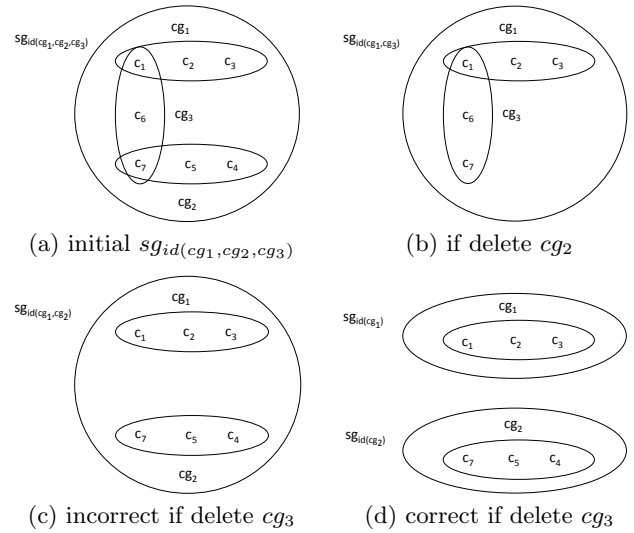 cg₁
sg_id(cg₁,cg₂,cg₃)
c₁ c₂ c₃
c₆ cg₃
c₇ c₅ c₄
cg₂
(a) initial sg_id(cg₁,cg₂,cg₃)
cg₁
sg_id(cg₁,cg₃)
c₁ c₂ c₃
c₆ cg₃
c₇
(b) if delete cg₂
cg₁
sg_id(cg₁,cg₂)
c₁ c₂ c₃
c₇ c₅ c₄
cg₂
(c) incorrect if delete cg₃
cg₁
sg_id(cg₁)
c₁ c₂ c₃
cg₂
sg_id(cg₂)
c₇ c₅ c₄
(d) correct if delete cg₃